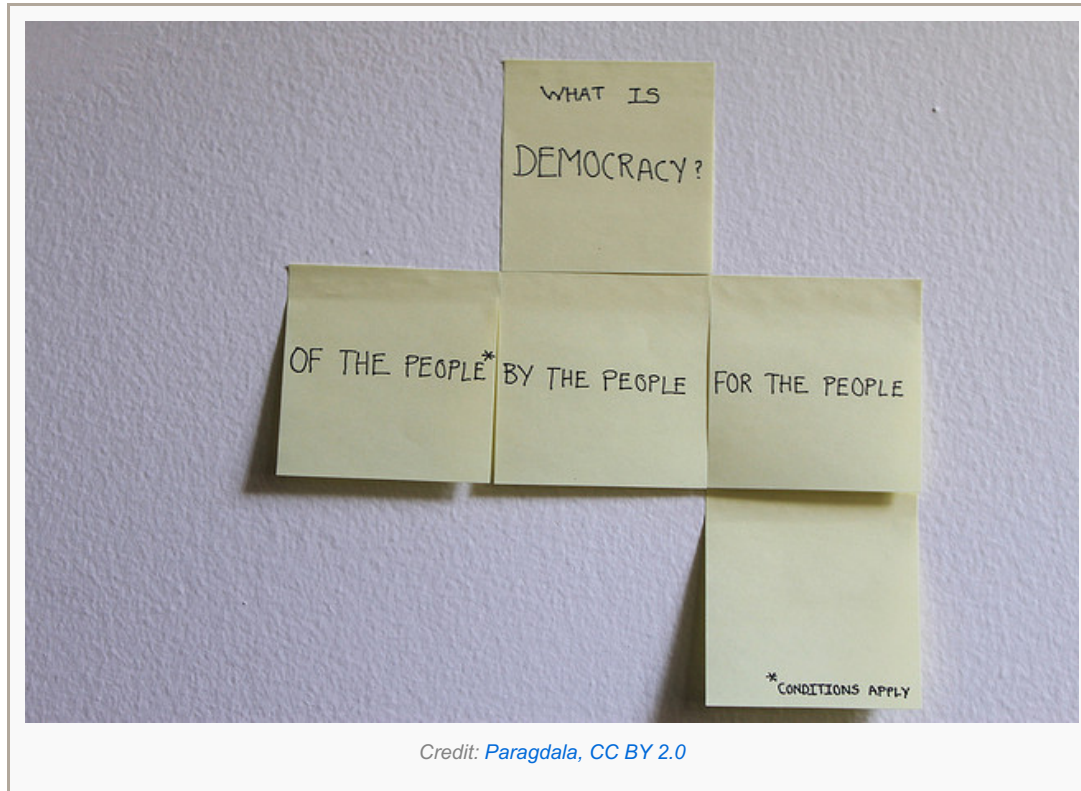 WHAT IS
DEMOCRACY?
OF THE PEOPLE*
BY THE PEOPLE
FOR THE PEOPLE
*CONDITIONS APPLY
Credit: Paragdala, CC BY 2.0